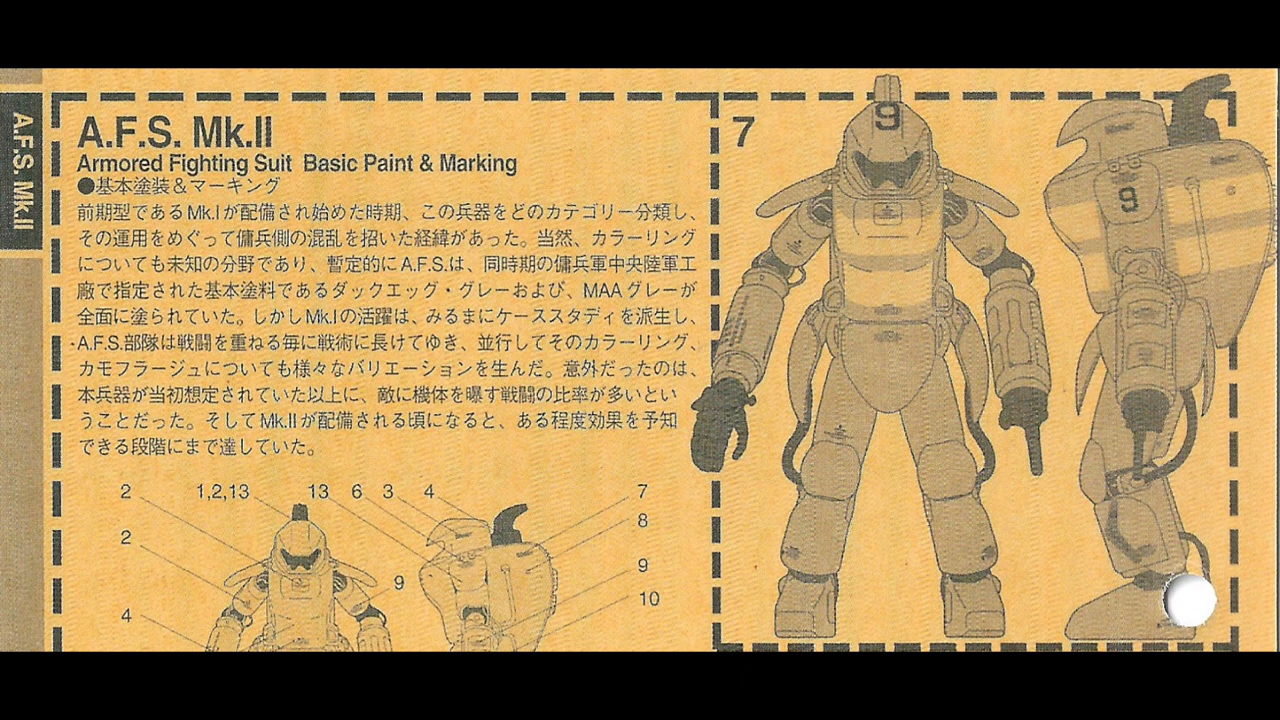 A.F.S. Mk.II
A.F.S. Mk.II
Armored Fighting Suit Basic Paint & Marking
●基本塗装&マーキング
前期型であるMk.Iが配備され始めた時期、この兵器をどのカテゴリー分類し、
その運用をめぐって傭兵側の混乱を招いた経緯があった。当然、カラーリング
についても未知の分野であり、暫定的にA.F.S.は、同時期の傭兵軍中央陸軍工
廠で指定された基本塗料であるダックエッグ・グレーおよび、MAAグレーが
全面に塗られていた。しかしMk.Iの活躍は、みるまにケーススタディを派生し、
A.F.S.部隊は戦闘を重ねる毎に戦術に長けてゆき、並行してそのカラーリング、
カモフラージュについても様々なバリエーションを生んだ。意外だったのは、
本兵器が当初想定されていた以上に、敵に機体を曝す戦闘の比率が多いとい
うことだった。そしてMk.IIが配備される頃になると、ある程度効果を予知
できる段階にまで達していた。
2 1,2,13 13 6 3 4 7
8
2
9
9
10
4
7
9
9